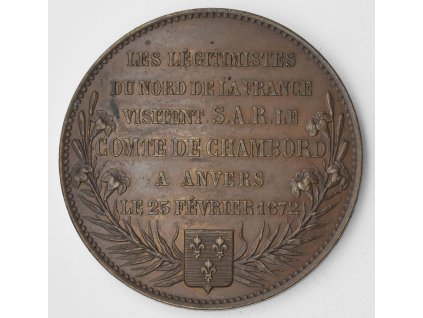 LES LÉGITIMISTES
DU NORD DE LA FRANCE
VISITENT S.A.R. LE
COMTE DE CHAMBORD
A ANVERS
LE 25 FÉVRIER 1872